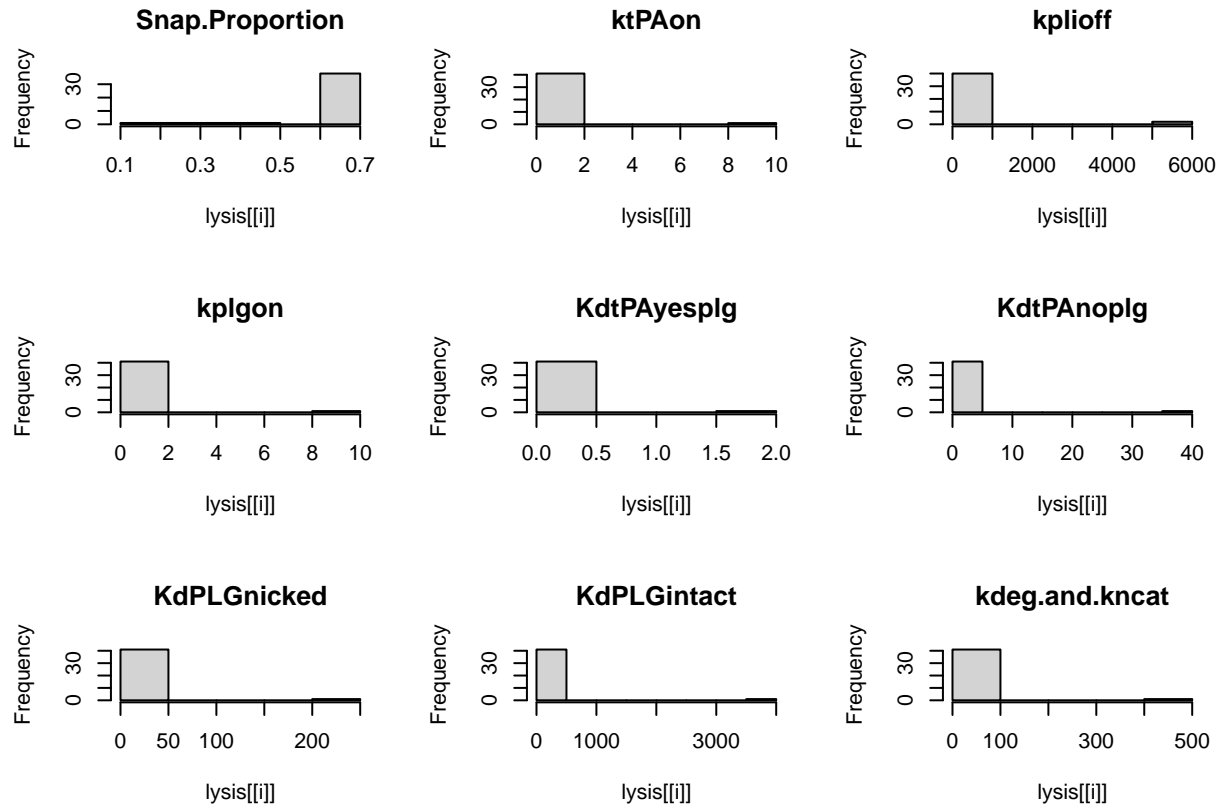 Snap.Proportion
Frequency
0 30
0.1 0.3 0.5 0.7
lysis[[i]]
ktPAon
Frequency
0 30
0 2 4 6 8 10
lysis[[i]]
kplioff
Frequency
0 30
0 2000 4000 6000
lysis[[i]]
kplgon
Frequency
0 30
0 2 4 6 8 10
lysis[[i]]
KdtPAyesplg
Frequency
0 30
0.0 0.5 1.0 1.5 2.0
lysis[[i]]
KdtPAnoplg
Frequency
0 30
0 10 20 30 40
lysis[[i]]
KdPLGnicked
Frequency
0 30
0 50 100 200
lysis[[i]]
KdPLGintact
Frequency
0 30
0 1000 3000
lysis[[i]]
kdeg.and.kncat
Frequency
0 30
0 100 300 500
lysis[[i]]